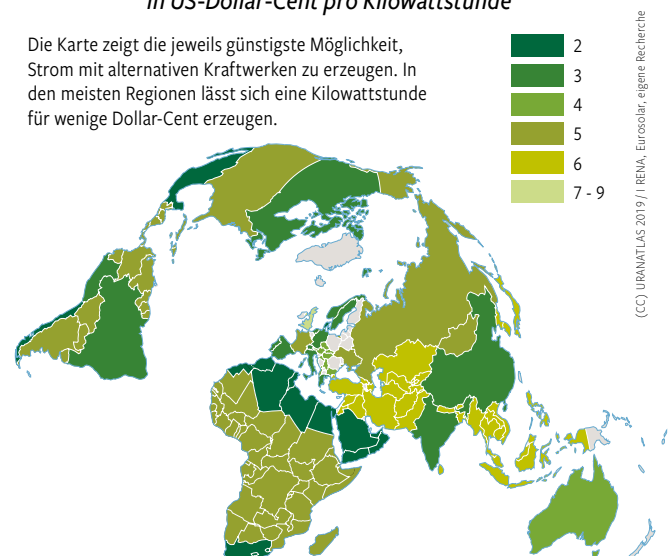 in US-Dollar-Cent pro Kilowattstunde
Die Karte zeigt die jeweils günstigste Möglichkeit,
Strom mit alternativen Kraftwerken zu erzeugen. In
den meisten Regionen lässt sich eine Kilowattstunde
für wenige Dollar-Cent erzeugen.
2
3
4
5
6
7 - 9
(CC) URANATLAS 2019 / I RENA, Eurosolar, eigene Recherche